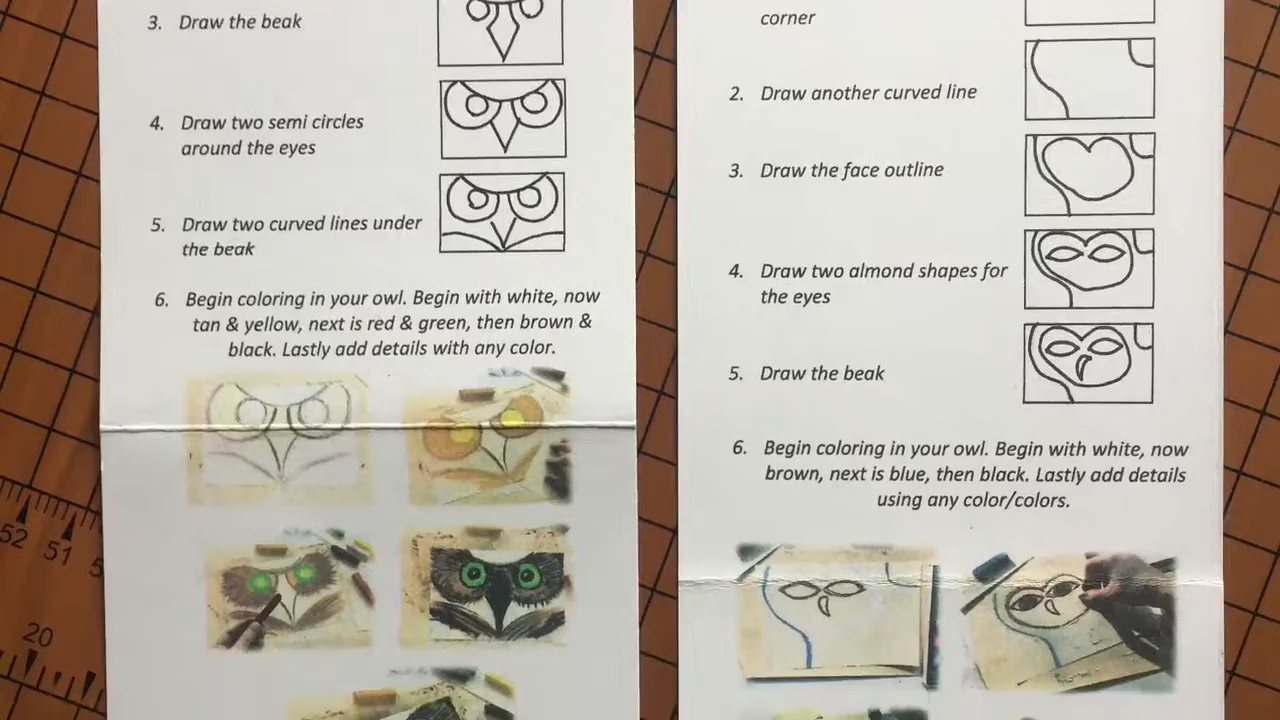 3. Draw the beak
4. Draw two semi circles
around the eyes
5. Draw two curved lines under
the beak
6. Begin coloring in your owl. Begin with white, now
tan & yellow, next is red & green, then brown &
black. Lastly add details with any color.
corner
2. Draw another curved line
3. Draw the face outline
4. Draw two almond shapes for
the eyes
5. Draw the beak
6. Begin coloring in your owl. Begin with white, now
brown, next is blue, then black. Lastly add details
using any color/colors.
52 51 5
20